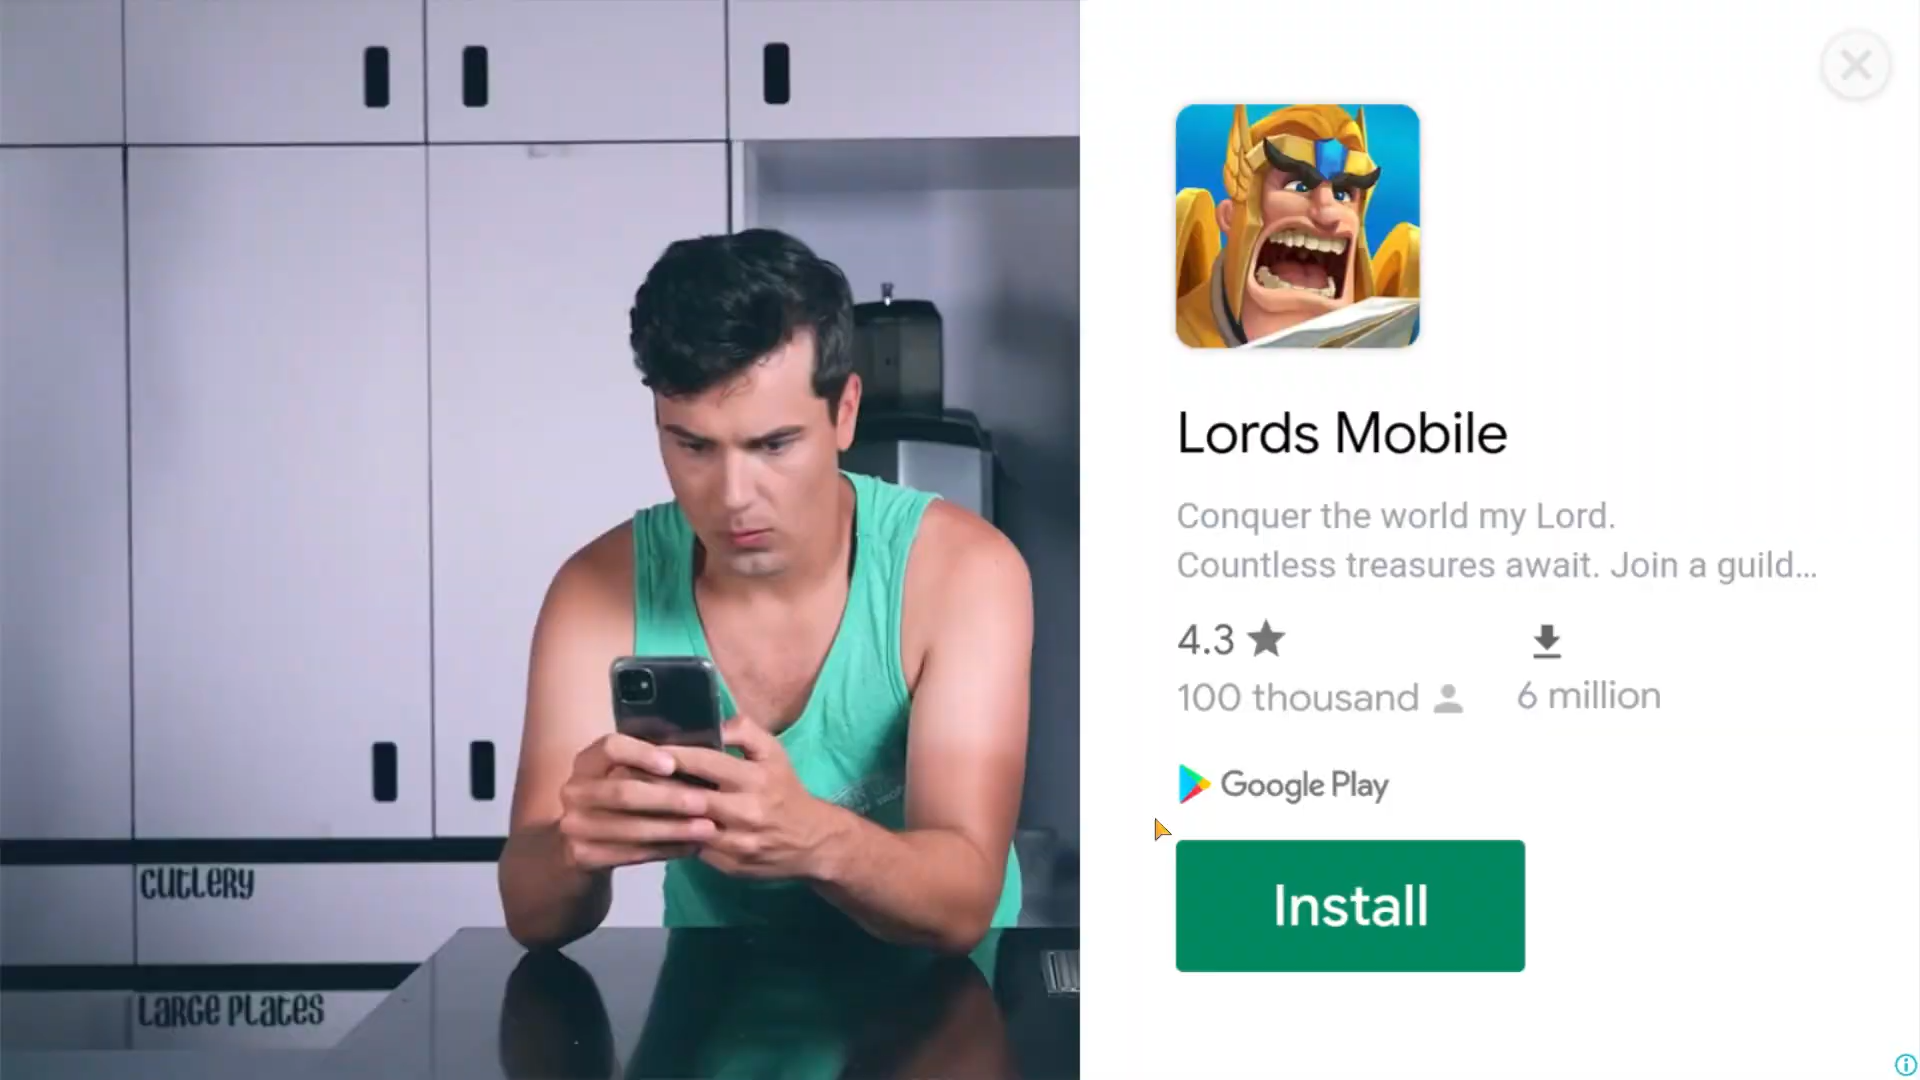 Lords Mobile
Conquer the world my Lord.
Countless treasures await. Join a guild...
4.3
100 thousand
6 million
Google Play
Install
CUTLERY
LARGE PLATES